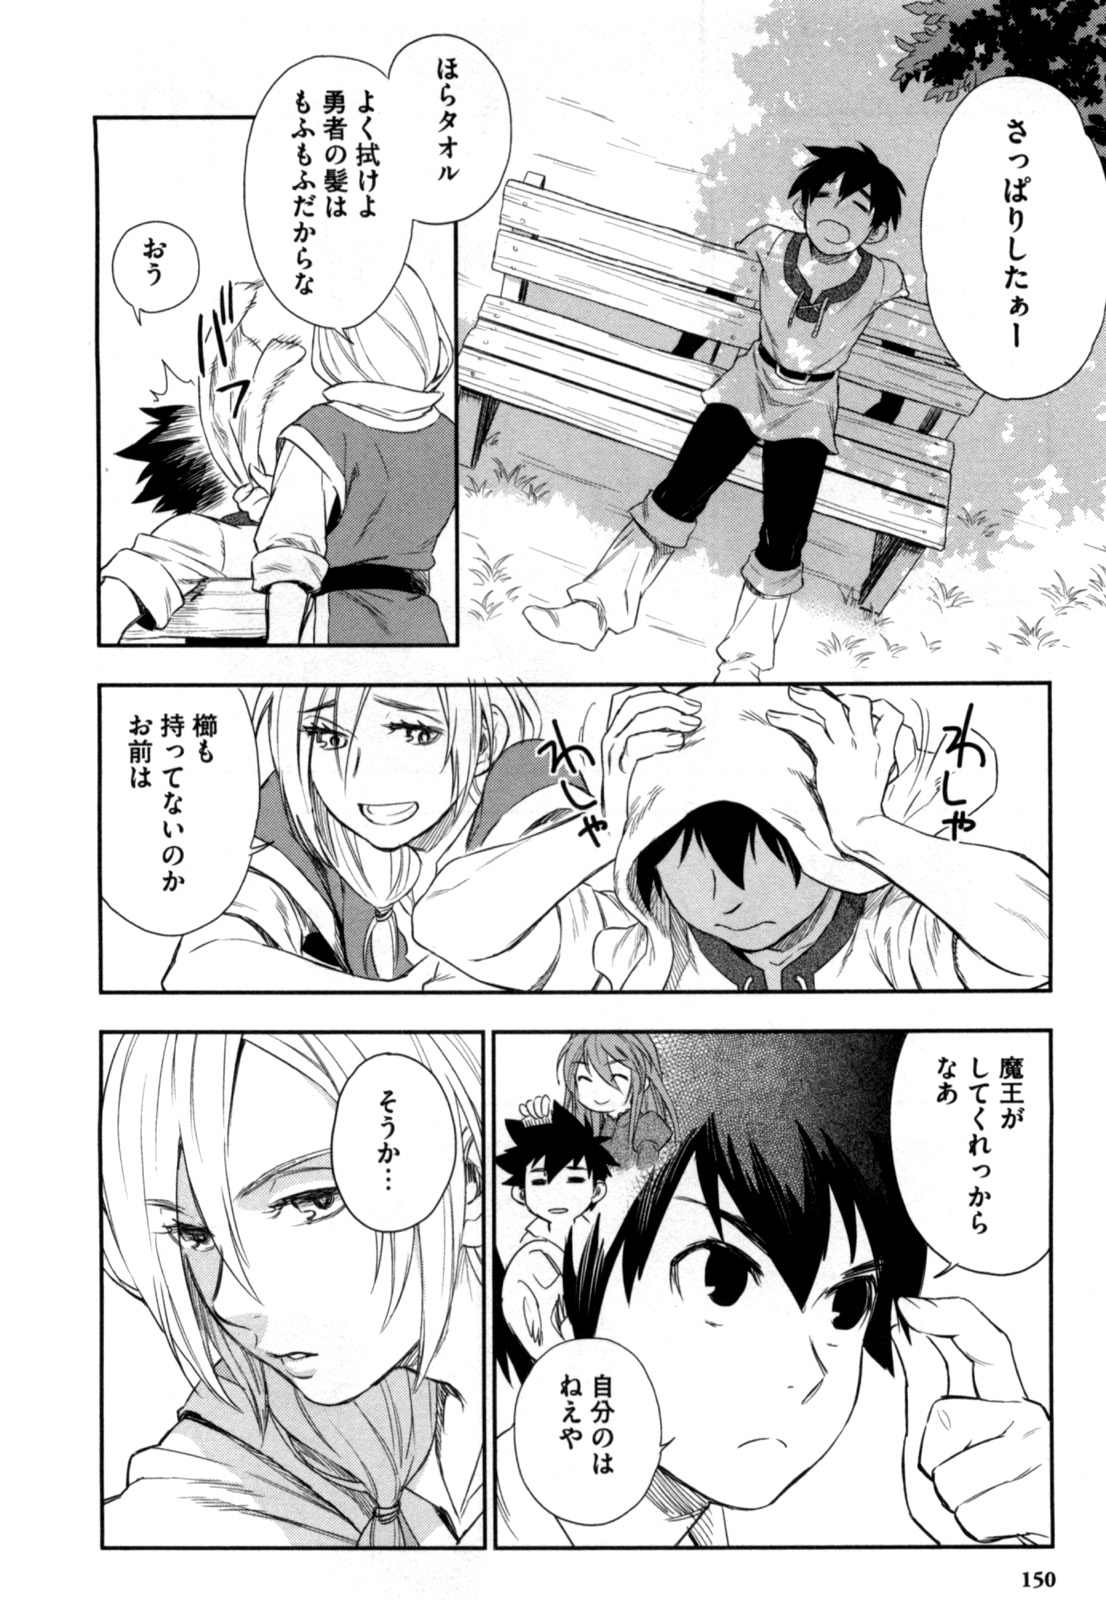 さっぱりしたぁー
ほらタオル
よく拭けよ
勇者の髪は
もふもふだからな
おう
わしゃ
わしゃ
櫛も
持ってないのか
お前は
魔王が
してくれっから
なあ
自分のは
ねえや
そうか…
150